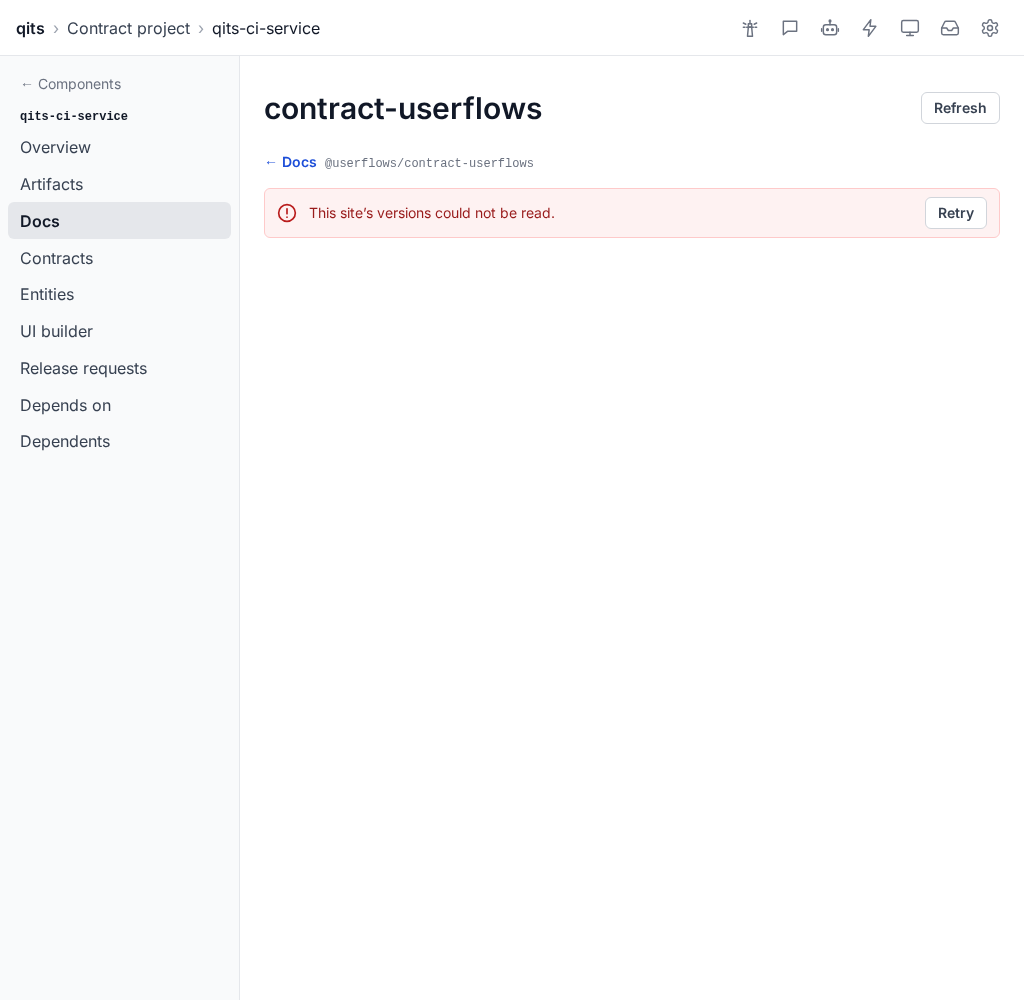 qits › Contract project › qits-ci-service
← Components
qits-ci-service
Overview
Artifacts
Docs
Contracts
Entities
UI builder
Release requests
Depends on
Dependents
contract-userflows
Refresh
← Docs @userflows/contract-userflows
This site’s versions could not be read.
Retry